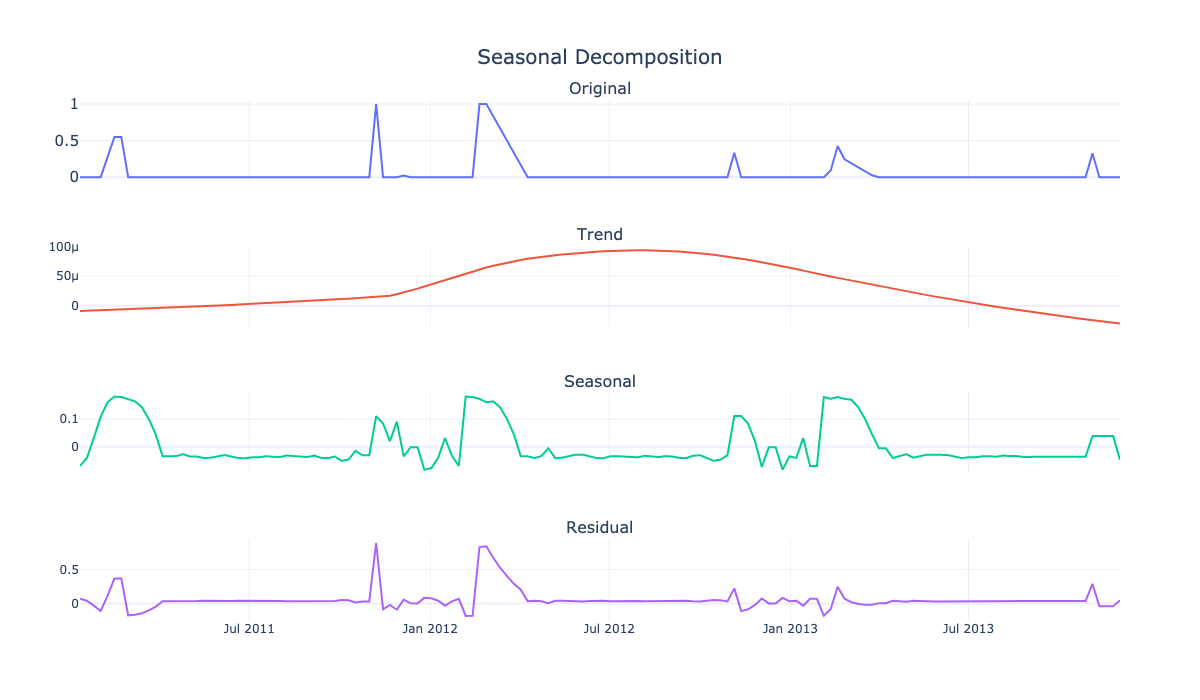 Seasonal Decomposition
Original
1
0.5
0
Trend
100μ
50μ
0
Seasonal
0.1
0
Residual
0.5
0
Jul 2011 Jan 2012 Jul 2012 Jan 2013 Jul 2013